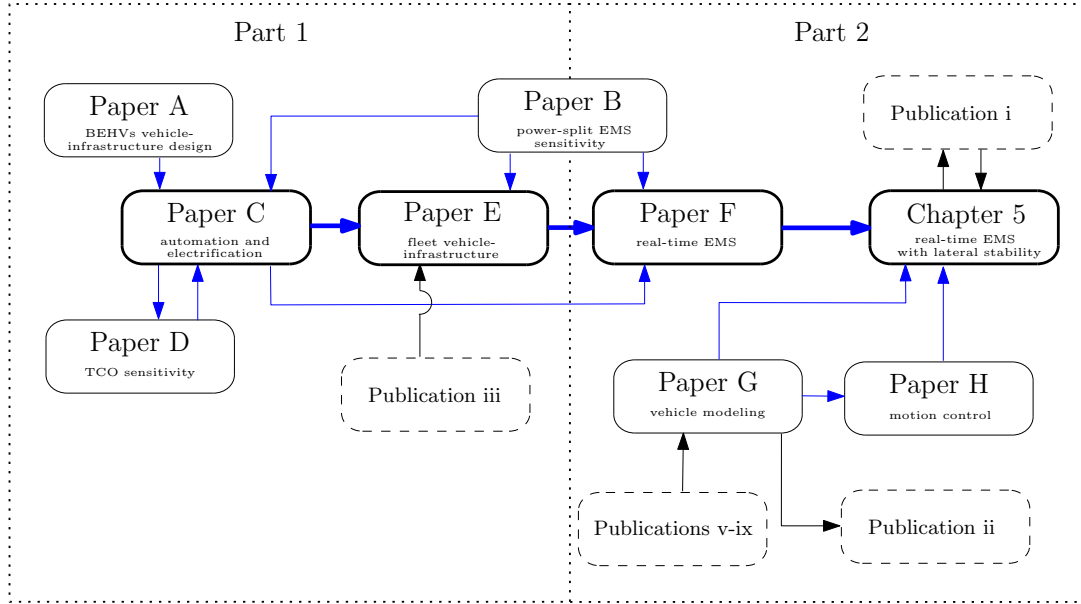 Part 1
Part 2
Paper A
BEHVs vehicle-
infrastructure design
Paper B
power-split EMS
sensitivity
Publication i
Paper C
automation and
electrification
Paper E
fleet vehicle-
infrastructure
Paper F
real-time EMS
Chapter 5
real-time EMS
with lateral stability
Paper D
TCO sensitivity
Publication iii
Paper G
vehicle modeling
Paper H
motion control
Publications v-ix
Publication ii